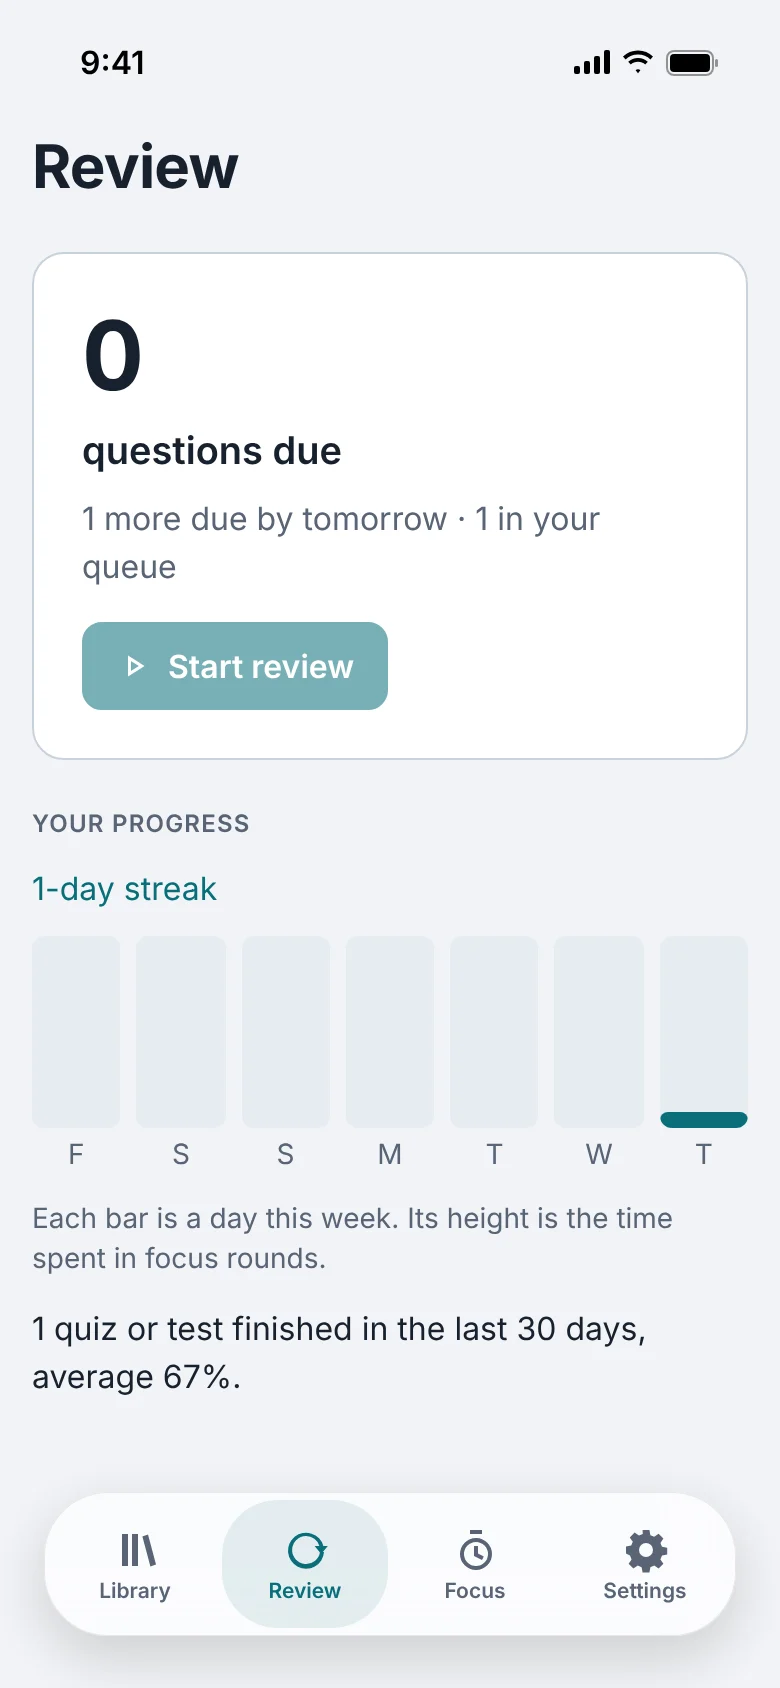 9:41
Review
0
questions due
1 more due by tomorrow · 1 in your
queue
Start review
YOUR PROGRESS
1-day streak
F S S M T W T
Each bar is a day this week. Its height is the time
spent in focus rounds.
1 quiz or test finished in the last 30 days,
average 67%.
Library Review Focus Settings